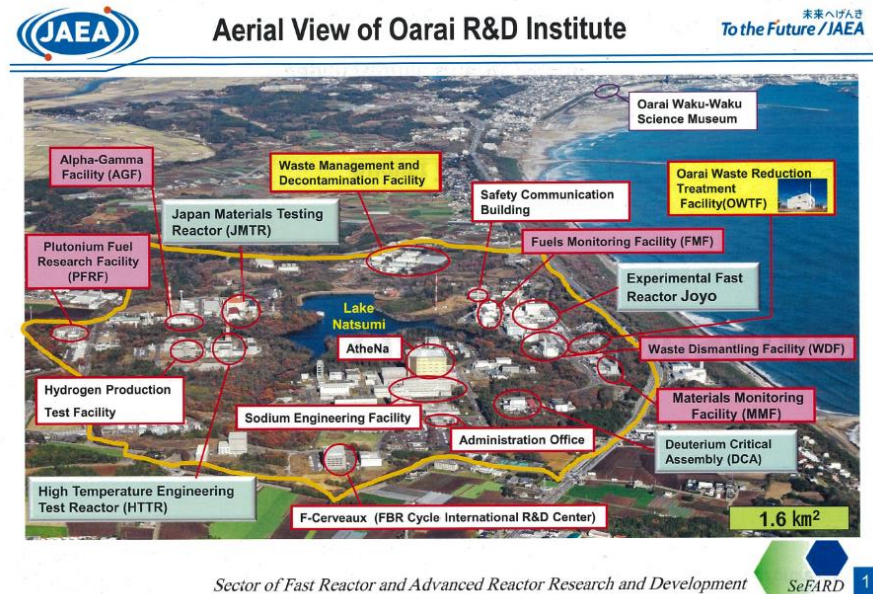 JAEA
Aerial View of Oarai R&D Institute
未来へげんき
To the Future / JAEA
Oarai Waku-Waku
Science Museum
Alpha-Gamma
Facility (AGF)
Waste Management and
Decontamination Facility
Oarai Waste Reduction
Treatment
Facility(OWTF)
Safety Communication
Building
Japan Materials Testing
Reactor (JMTR)
Fuels Monitoring Facility (FMF)
Plutonium Fuel
Research Facility
(PFRF)
Experimental Fast
Reactor Joyo
Lake
Natsumi
AtheNa
Waste Dismantling Facility (WDF)
Hydrogen Production
Test Facility
Sodium Engineering Facility
Materials Monitoring
Facility (MMF)
Administration Office
Deuterium Critical
Assembly (DCA)
High Temperature Engineering
Test Reactor (HTTR)
F-Cerveaux (FBR Cycle International R&D Center)
1.6 km²
Sector of Fast Reactor and Advanced Reactor Research and Development
SeFARD
1